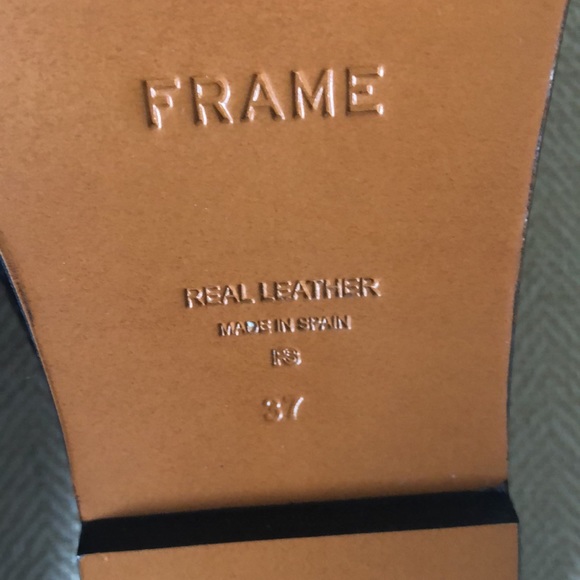 FRAME
REAL LEATHER
MADE IN SPAIN
37